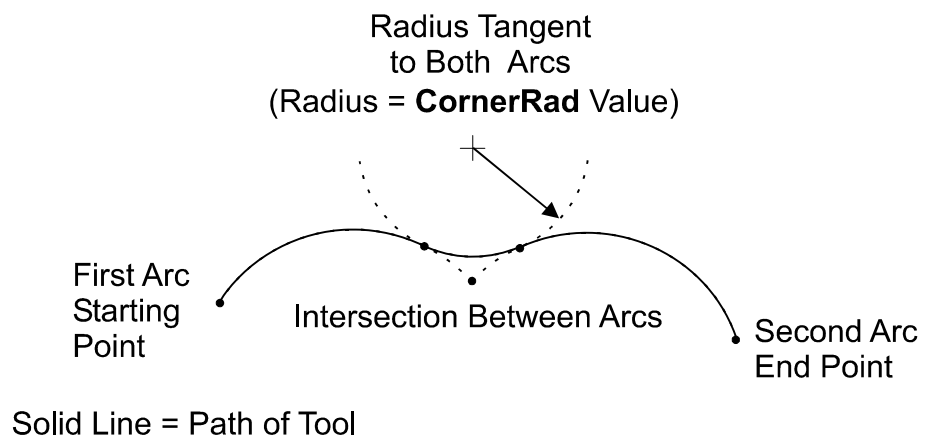 Radius Tangent
to Both Arcs
(Radius = CornerRad Value)
First Arc
Starting
Point
Intersection Between Arcs
Second Arc
End Point
Solid Line = Path of Tool